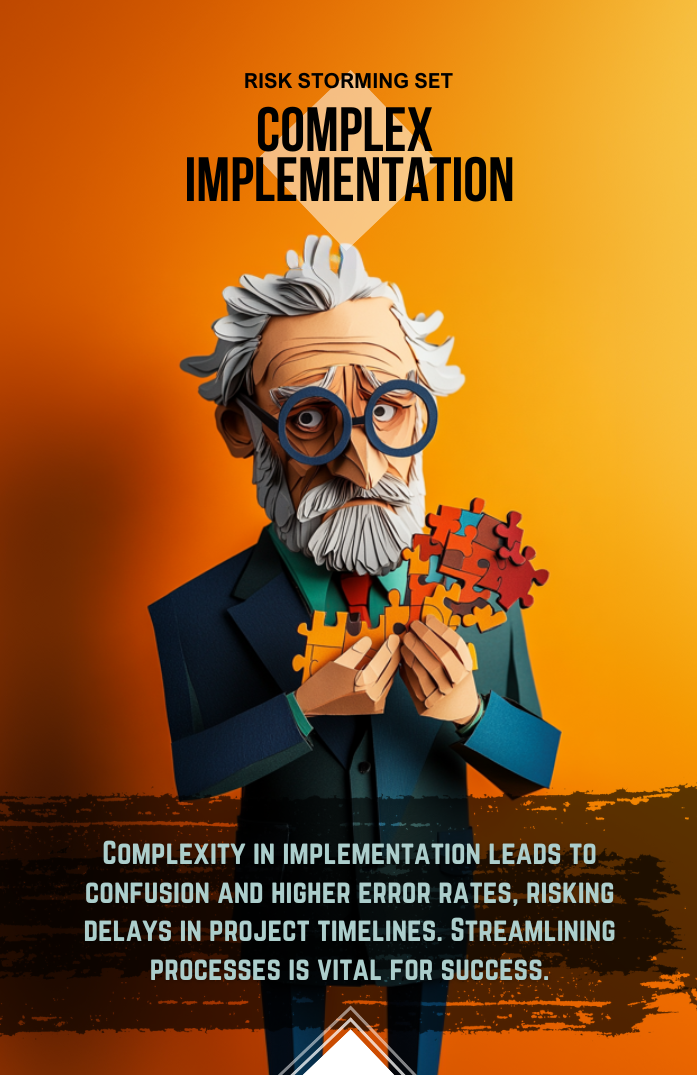 RISK STORMING SET
COMPLEX
IMPLEMENTATION
Complexity in implementation leads to
confusion and higher error rates, risking
delays in project timelines. Streamlining
processes is vital for success.